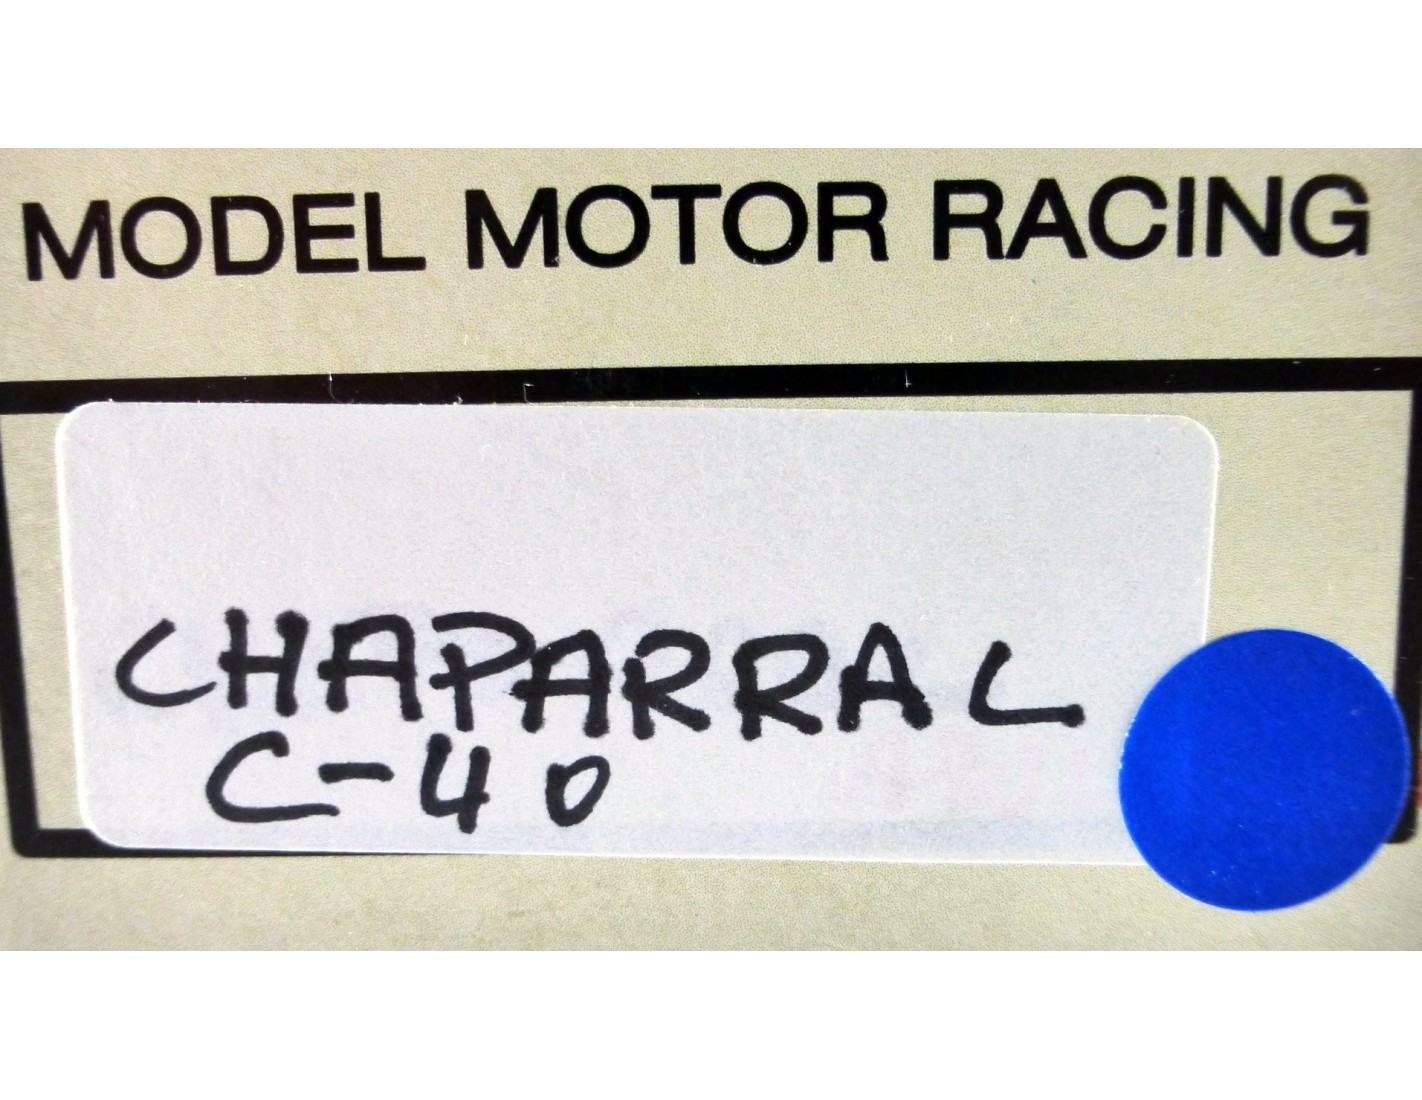 MODEL MOTOR RACING
CHAPARRAL
C-40